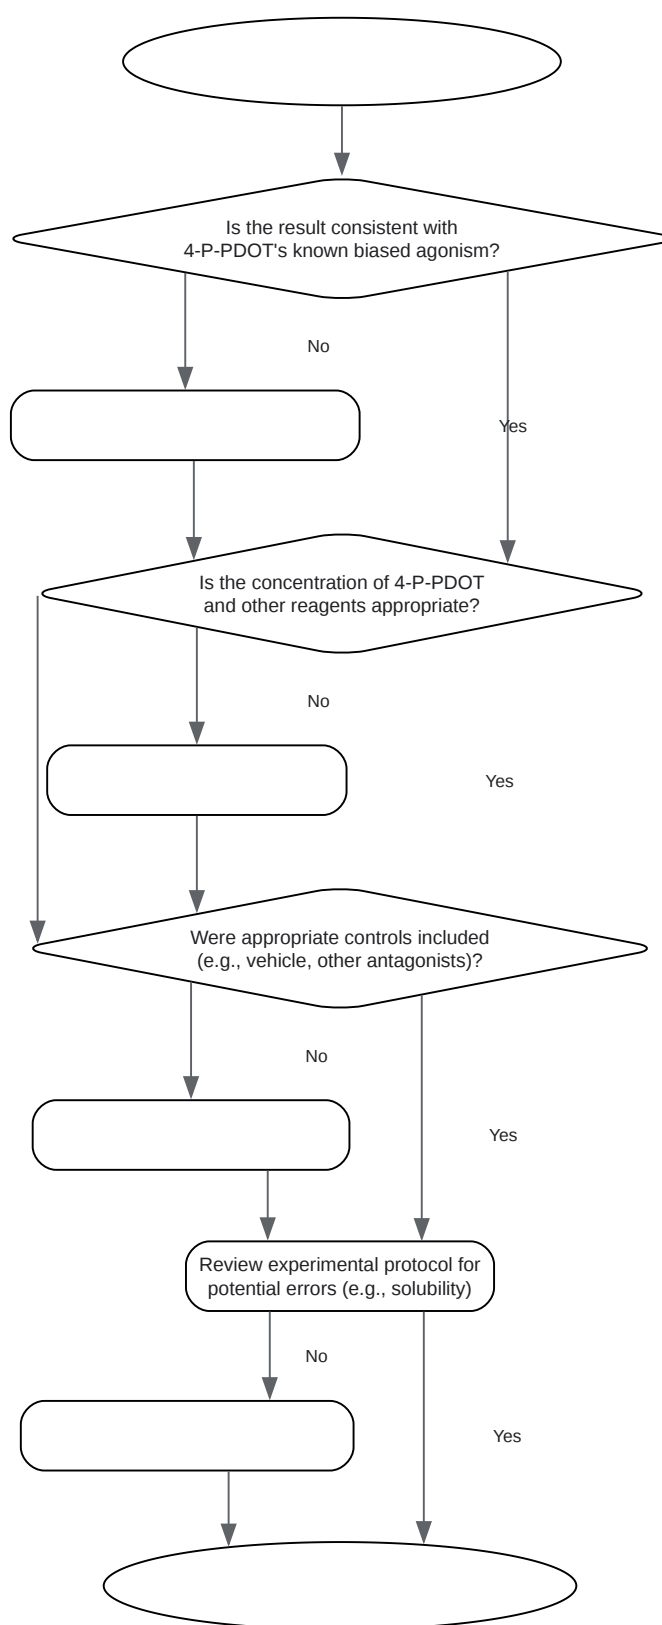 Is the result consistent with
4-P-PDOT's known biased agonism?
No
Yes
Is the concentration of 4-P-PDOT
and other reagents appropriate?
No
Yes
Were appropriate controls included
(e.g., vehicle, other antagonists)?
No
Yes
Review experimental protocol for
potential errors (e.g., solubility)
No
Yes